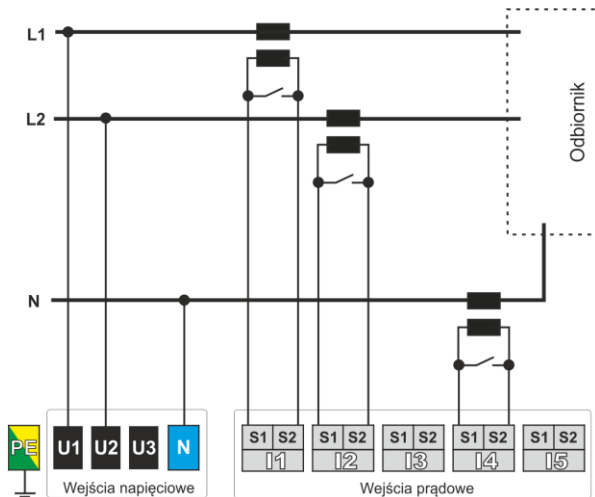 L1
L2
Odbiornik
N
PE U1 U2 U3 N
S1 S2 S1 S2 S1 S2 S1 S2 S1 S2
I1 I2 I3 I4 I5
Wejścia napięciowe
Wejścia prądowe